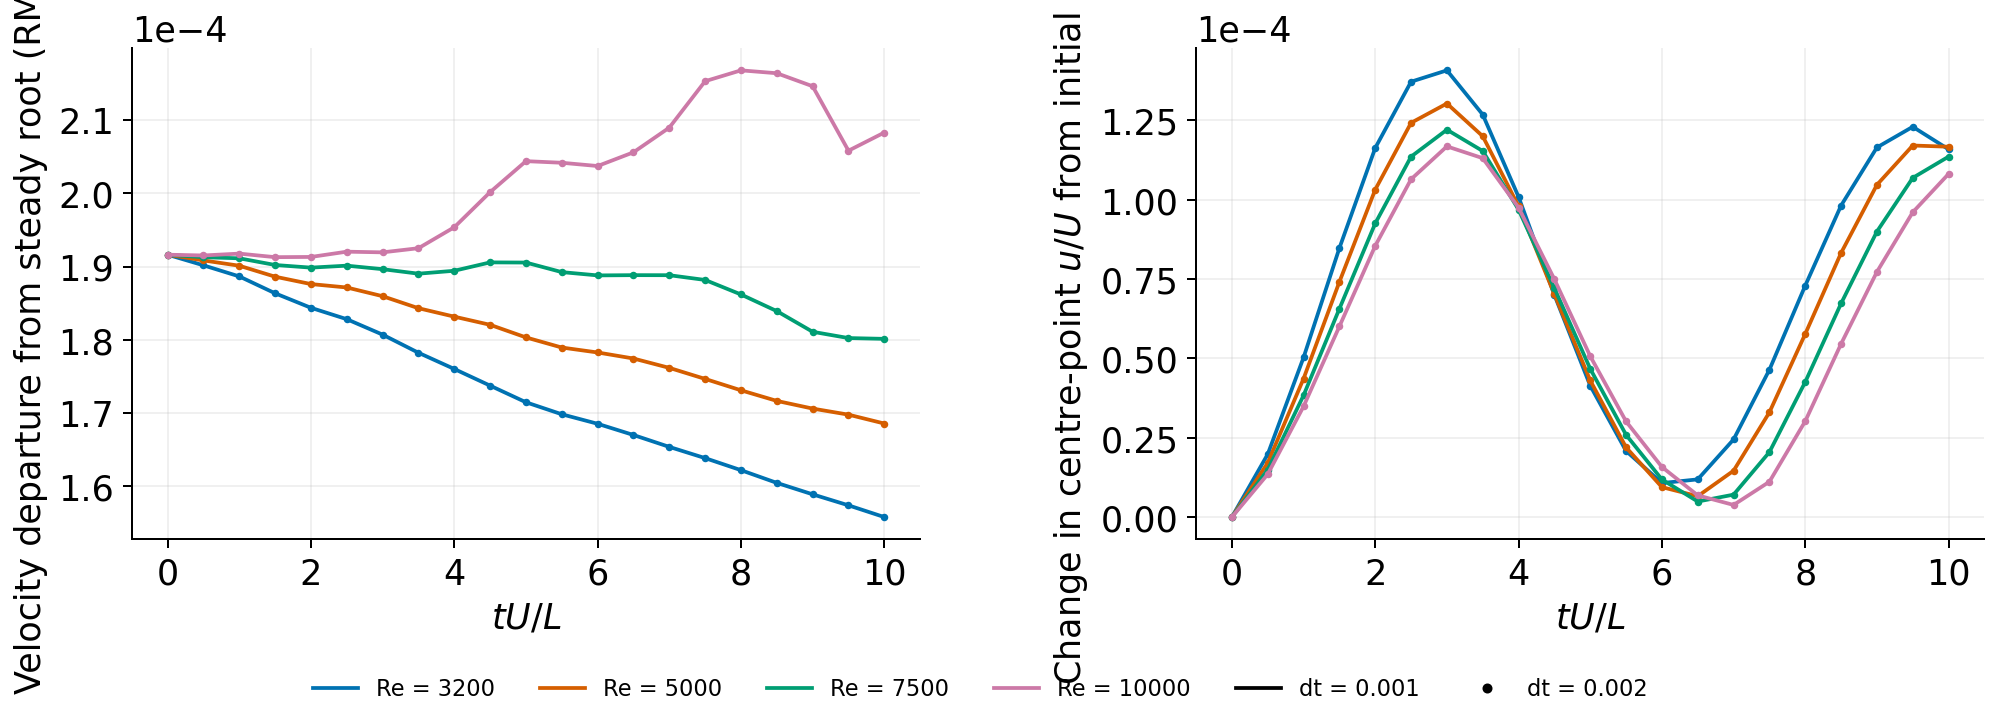 1e−4
Velocity departure from steady root
2.1
2.0
1.9
1.8
1.7
1.6
0 2 4 6 8 10
tU/L
1e−4
Change in centre-point u/U from initial
1.25
1.00
0.75
0.50
0.25
0.00
0 2 4 6 8 10
tU/L
Re = 3200 Re = 5000 Re = 7500 Re = 10000 dt = 0.001 dt = 0.002